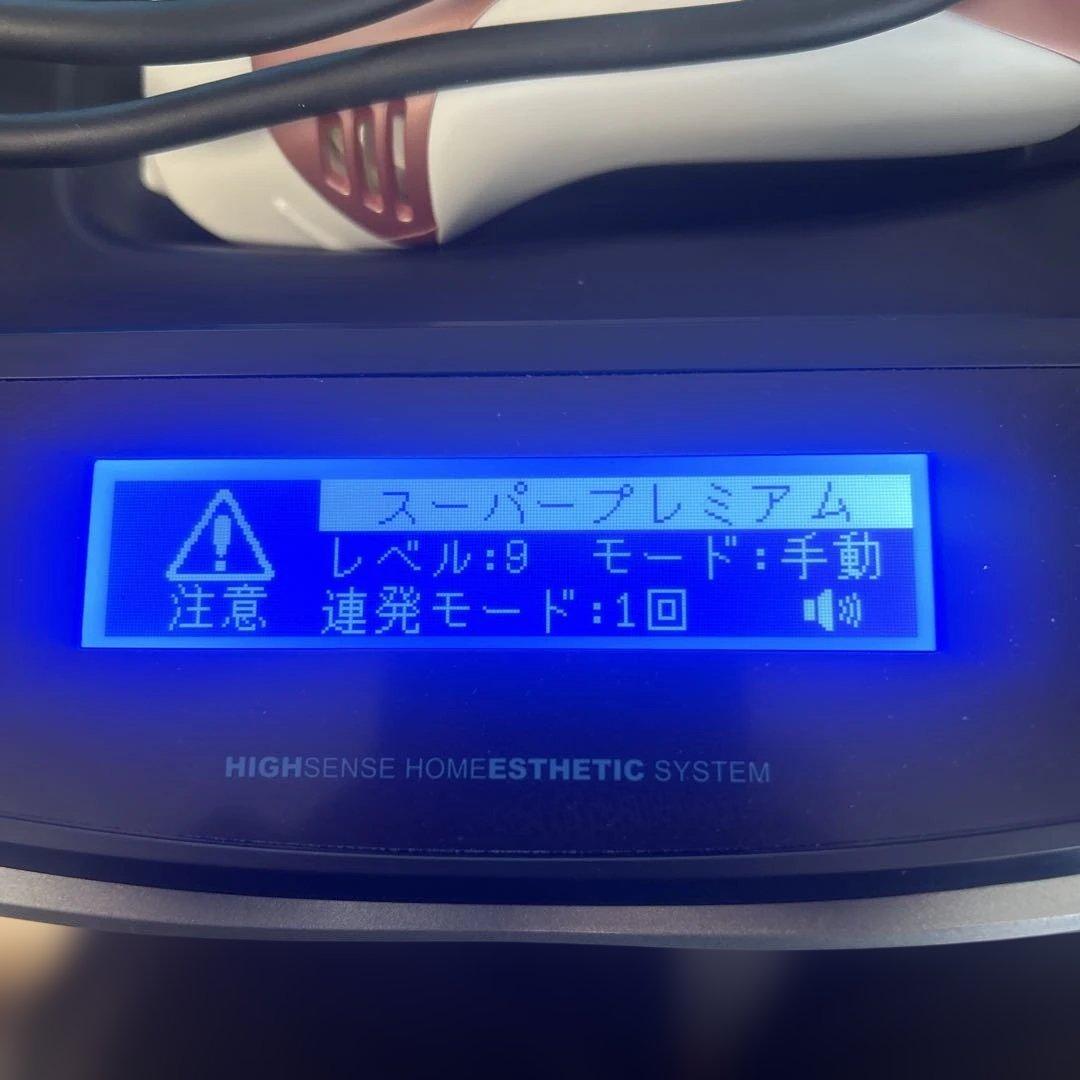 スーパープレミアム
レベル:9 モード:手動
注意 連発モード:1回
HIGHSENSE HOMEESTHETIC SYSTEM